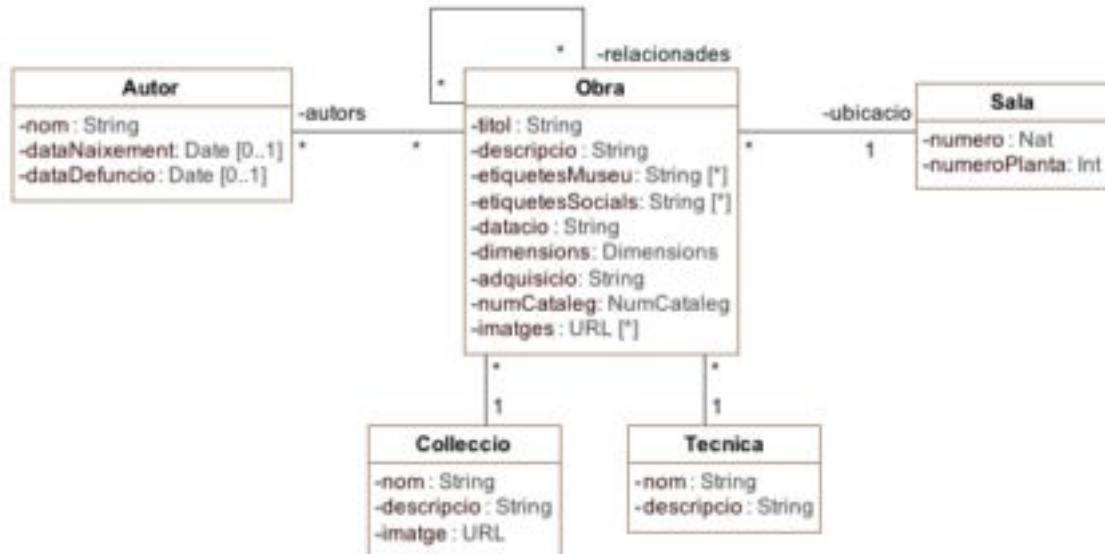 *
-relacionades
*
Autor
-nom : String
-dataNaixement: Date [0..1]
-dataDefuncio: Date [0..1]
-autors
*
*
Obra
-titol : String
-descripcio : String
-etiquetesMuseu: String [*]
-etiquetesSocials: String [*]
-datacio : String
-dimensions: Dimensions
-adquisicio: String
-numCataleg: NumCataleg
-imatges : URL [*]
-ubicacio
*
1
Sala
-numero : Nat
-numeroPlanta: Int
*
1
*
1
Colleccio
-nom : String
-descripcio : String
-imatge : URL
Tecnica
-nom : String
-descripcio : String